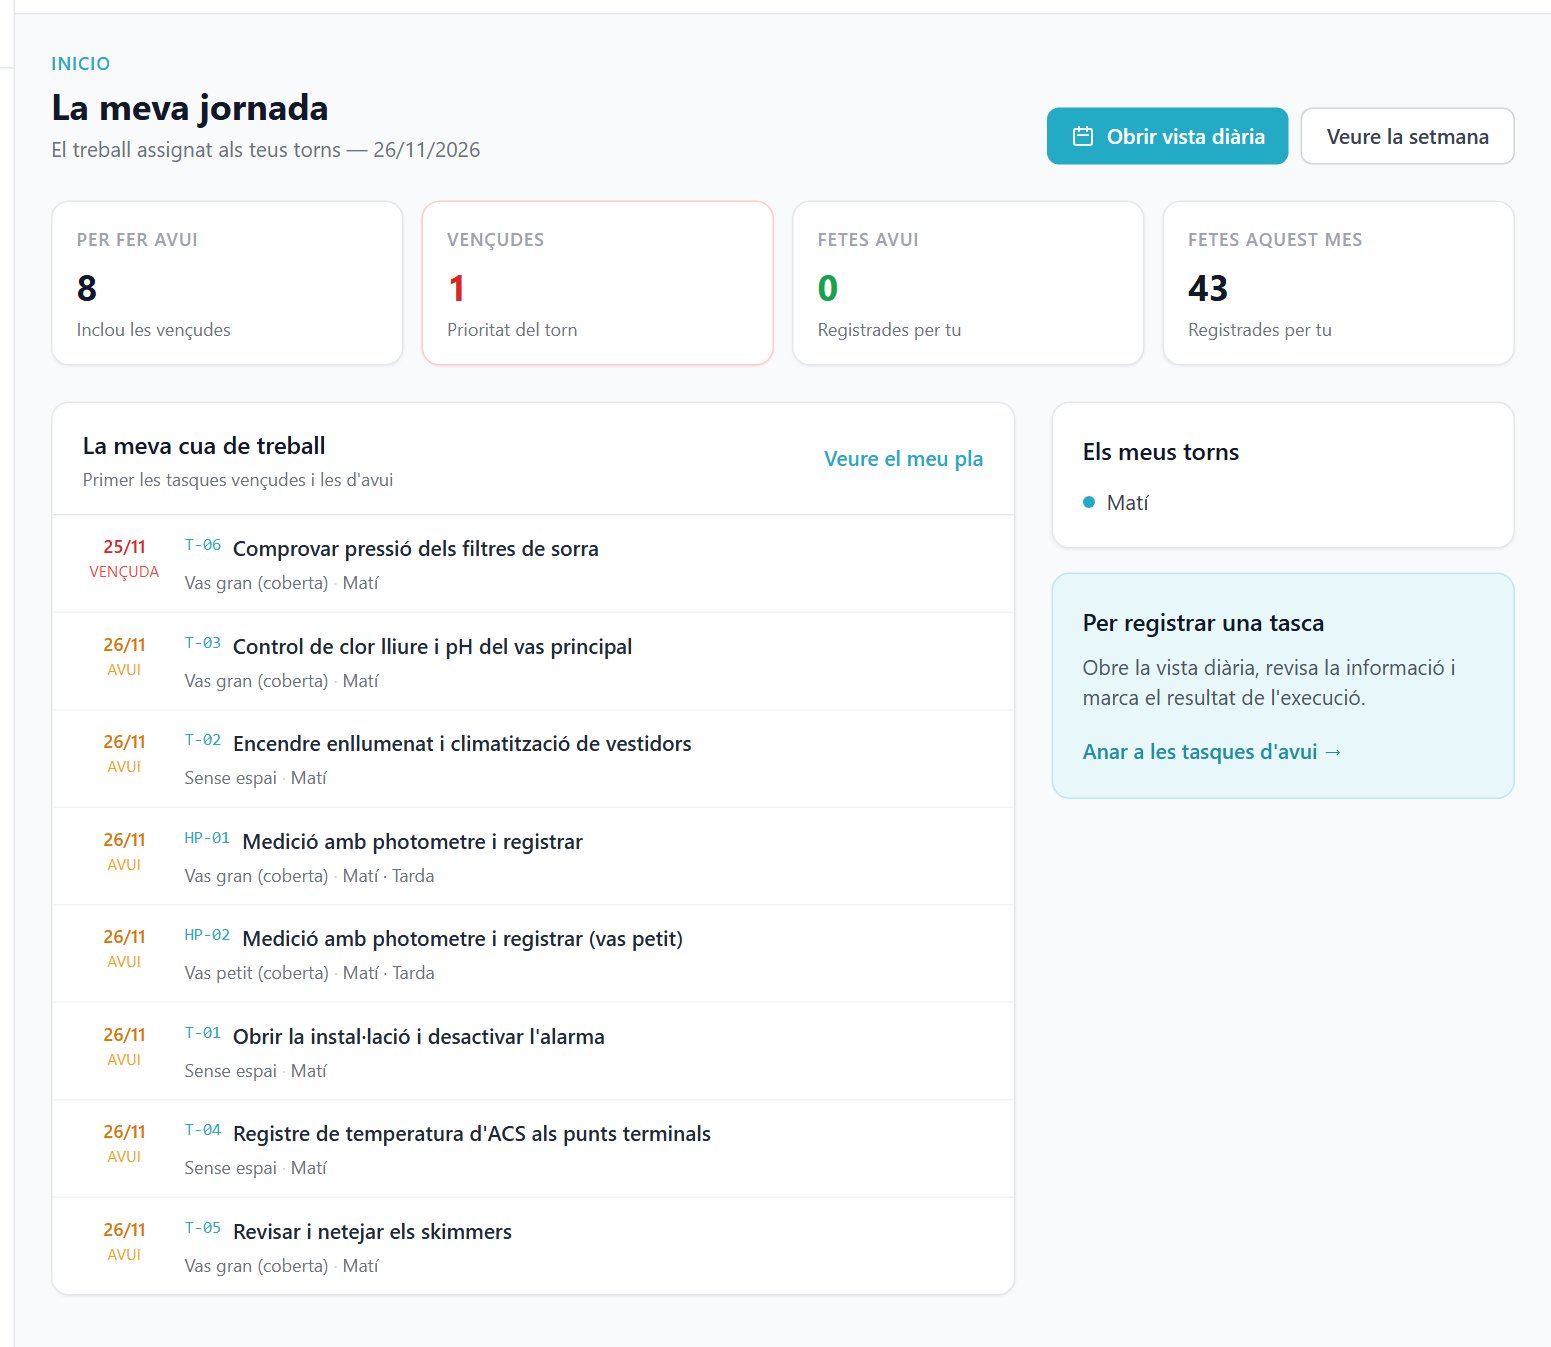 INICIO
La meva jornada
El treball assignat als teus torns — 26/11/2026
Obrir vista diària
Veure la setmana
PER FER AVUI
8
Inclou les vençudes
VENÇUDES
1
Prioritat del torn
FETES AVUI
0
Registrades per tu
FETES AQUEST MES
43
Registrades per tu
La meva cua de treball
Primer les tasques vençudes i les d'avui
Veure el meu pla
25/11
VENÇUDA
T-06 Comprovar pressió dels filtres de sorra
Vas gran (coberta) · Matí
26/11
AVUI
T-03 Control de clor lliure i pH del vas principal
Vas gran (coberta) · Matí
26/11
AVUI
T-02 Encendre enllumenat i climatització de vestidors
Sense espai · Matí
26/11
AVUI
HP-01 Medició amb photometre i registrar
Vas gran (coberta) · Matí · Tarda
26/11
AVUI
HP-02 Medició amb photometre i registrar (vas petit)
Vas petit (coberta) · Matí · Tarda
26/11
AVUI
T-01 Obrir la instal·lació i desactivar l'alarma
Sense espai · Matí
26/11
AVUI
T-04 Registre de temperatura d'ACS als punts terminals
Sense espai · Matí
26/11
AVUI
T-05 Revisar i netejar els skimmers
Vas gran (coberta) · Matí
Els meus torns
Matí
Per registrar una tasca
Obre la vista diària, revisa la informació i
marca el resultat de l'execució.
Anar a les tasques d'avui →